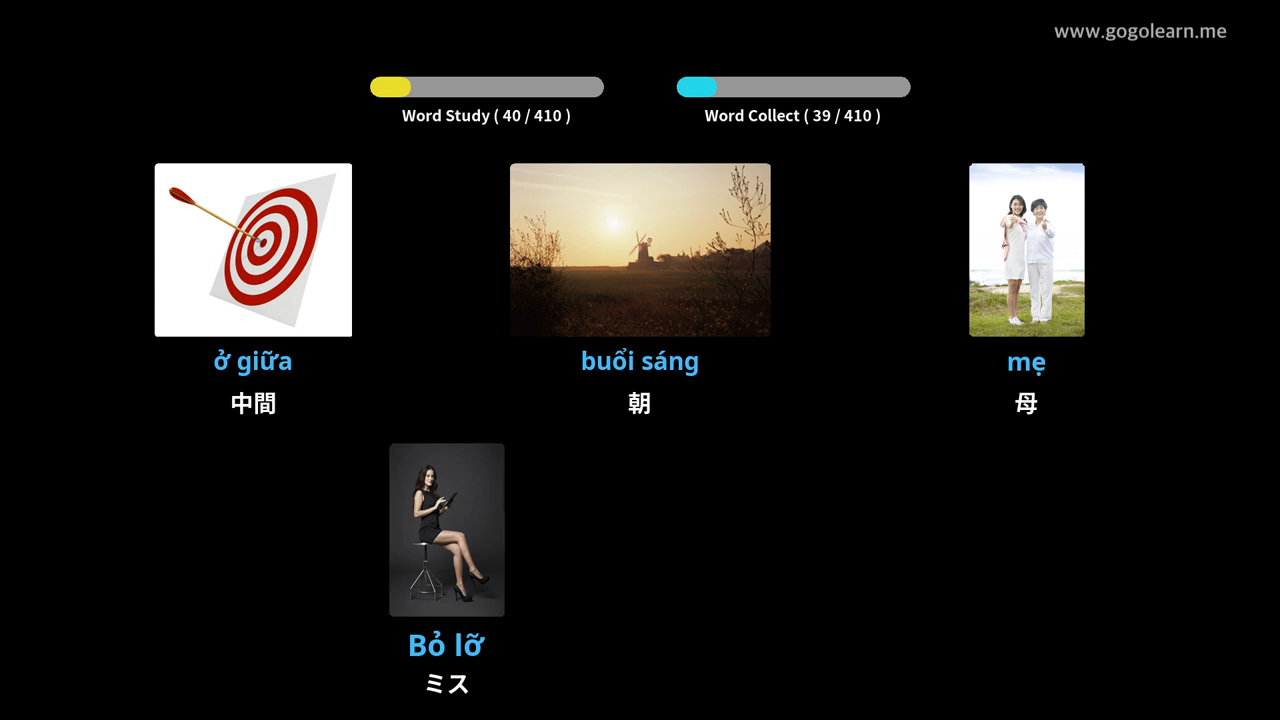 www.gogolearn.me
Word Study ( 40 / 410 )
Word Collect ( 39 / 410 )
ở giữa
中間
buổi sáng
朝
mẹ
母
Bỏ lỡ
ミス